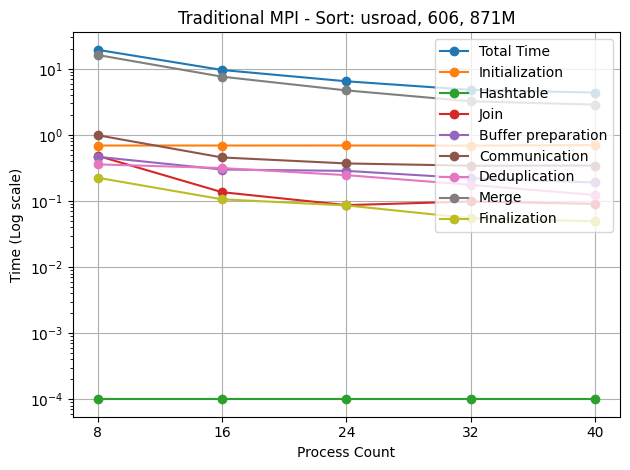 Traditional MPI - Sort: usroad, 606, 871M
Time (Log scale)
10¹
10⁰
10⁻¹
10⁻²
10⁻³
10⁻⁴
Total Time
Initialization
Hashtable
Join
Buffer preparation
Communication
Deduplication
Merge
Finalization
8 16 24 32 40
Process Count